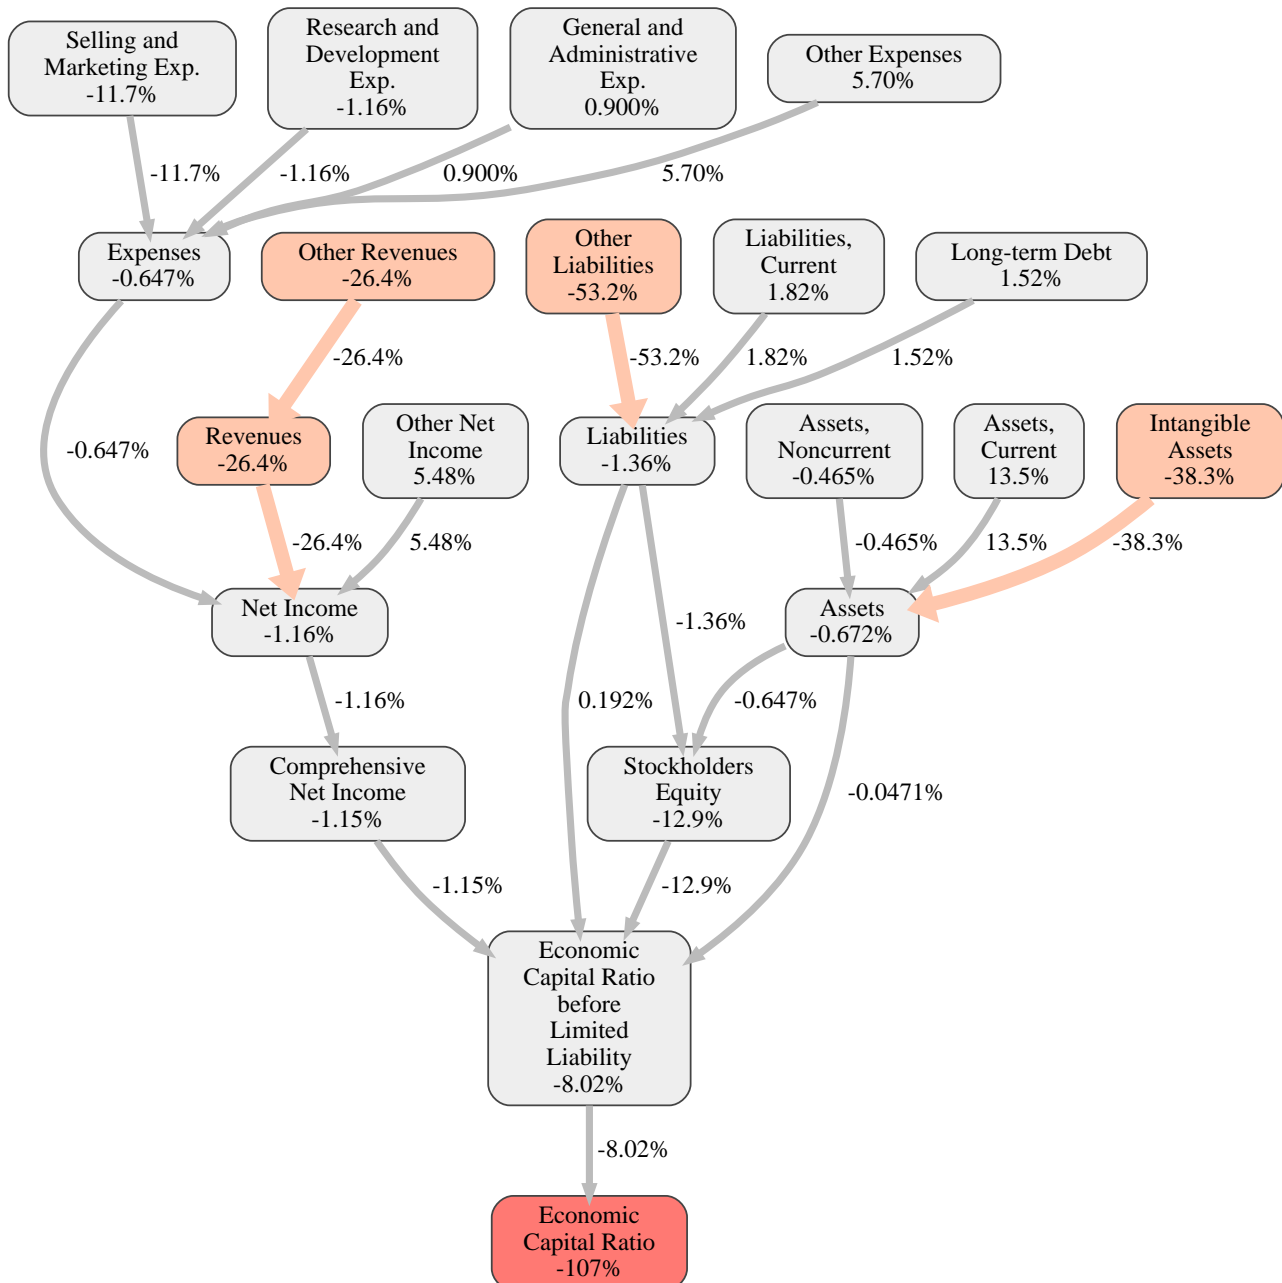 Selling and
Marketing Exp.
-11.7%
Research and
Development
Exp.
-1.16%
General and
Administrative
Exp.
0.900%
Other Expenses
5.70%
-11.7%
-1.16%
0.900%
5.70%
Expenses
-0.647%
Other Revenues
-26.4%
Other
Liabilities
-53.2%
Liabilities,
Current
1.82%
Long-term Debt
1.52%
-26.4%
-53.2%
1.82%
1.52%
-0.647%
Revenues
-26.4%
Other Net
Income
5.48%
Liabilities
-1.36%
Assets,
Noncurrent
-0.465%
Assets,
Current
13.5%
Intangible
Assets
-38.3%
-26.4%
5.48%
-0.465%
13.5%
-38.3%
Net Income
-1.16%
-1.36%
Assets
-0.672%
-1.16%
0.192%
-0.647%
Comprehensive
Net Income
-1.15%
Stockholders
Equity
-12.9%
-0.0471%
-1.15%
-12.9%
Economic
Capital Ratio
before
Limited
Liability
-8.02%
-8.02%
Economic
Capital Ratio
-107%